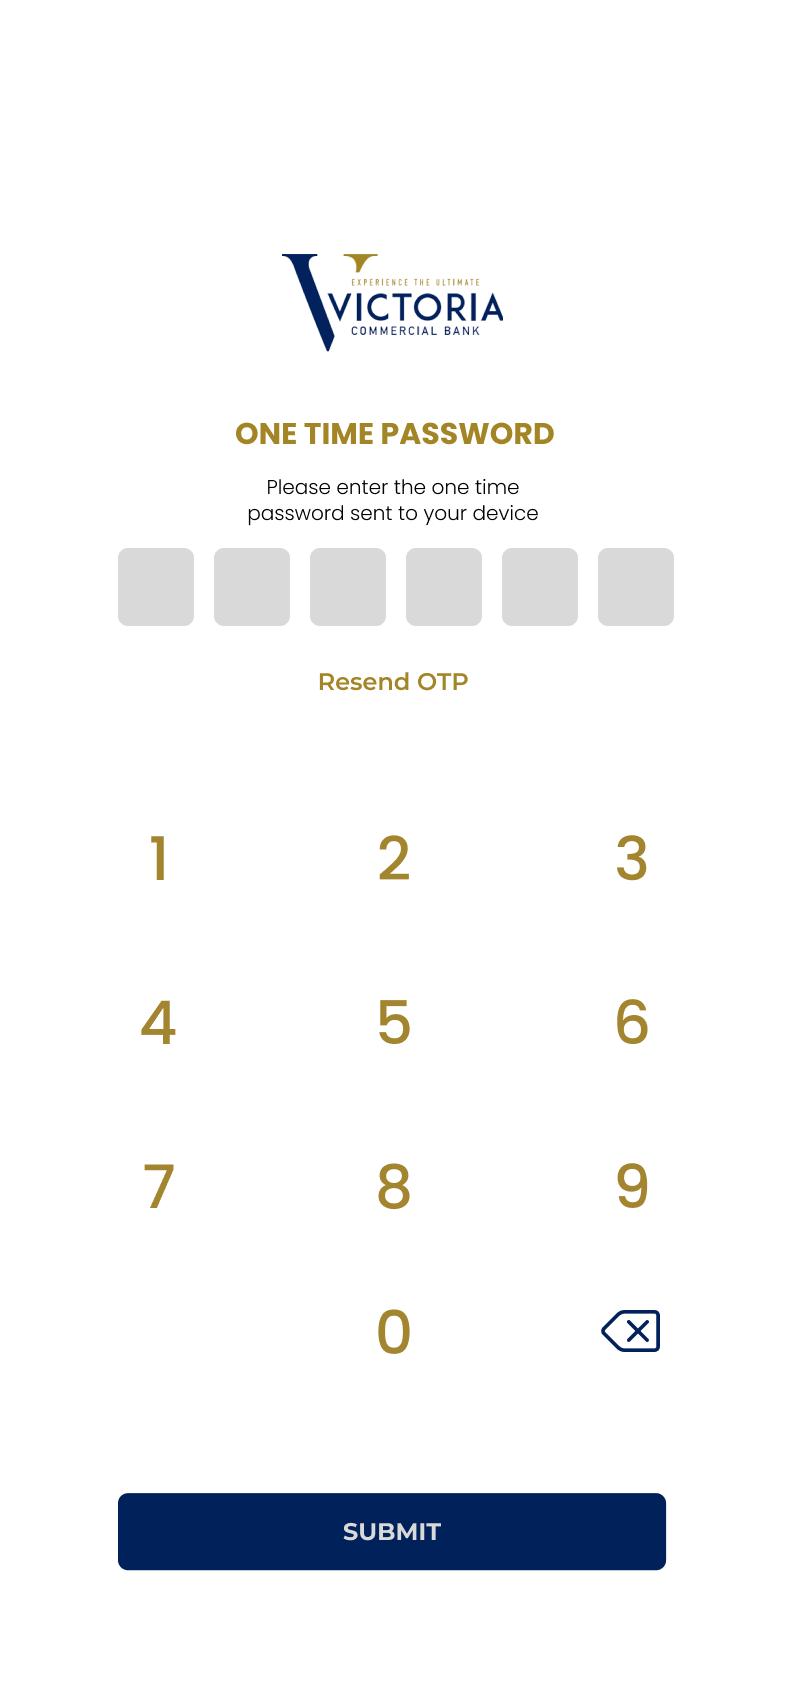 EXPERIENCE THE ULTIMATE
VICTORIA
COMMERCIAL BANK
ONE TIME PASSWORD
Please enter the one time
password sent to your device
Resend OTP
1 2 3
4 5 6
7 8 9
0
SUBMIT